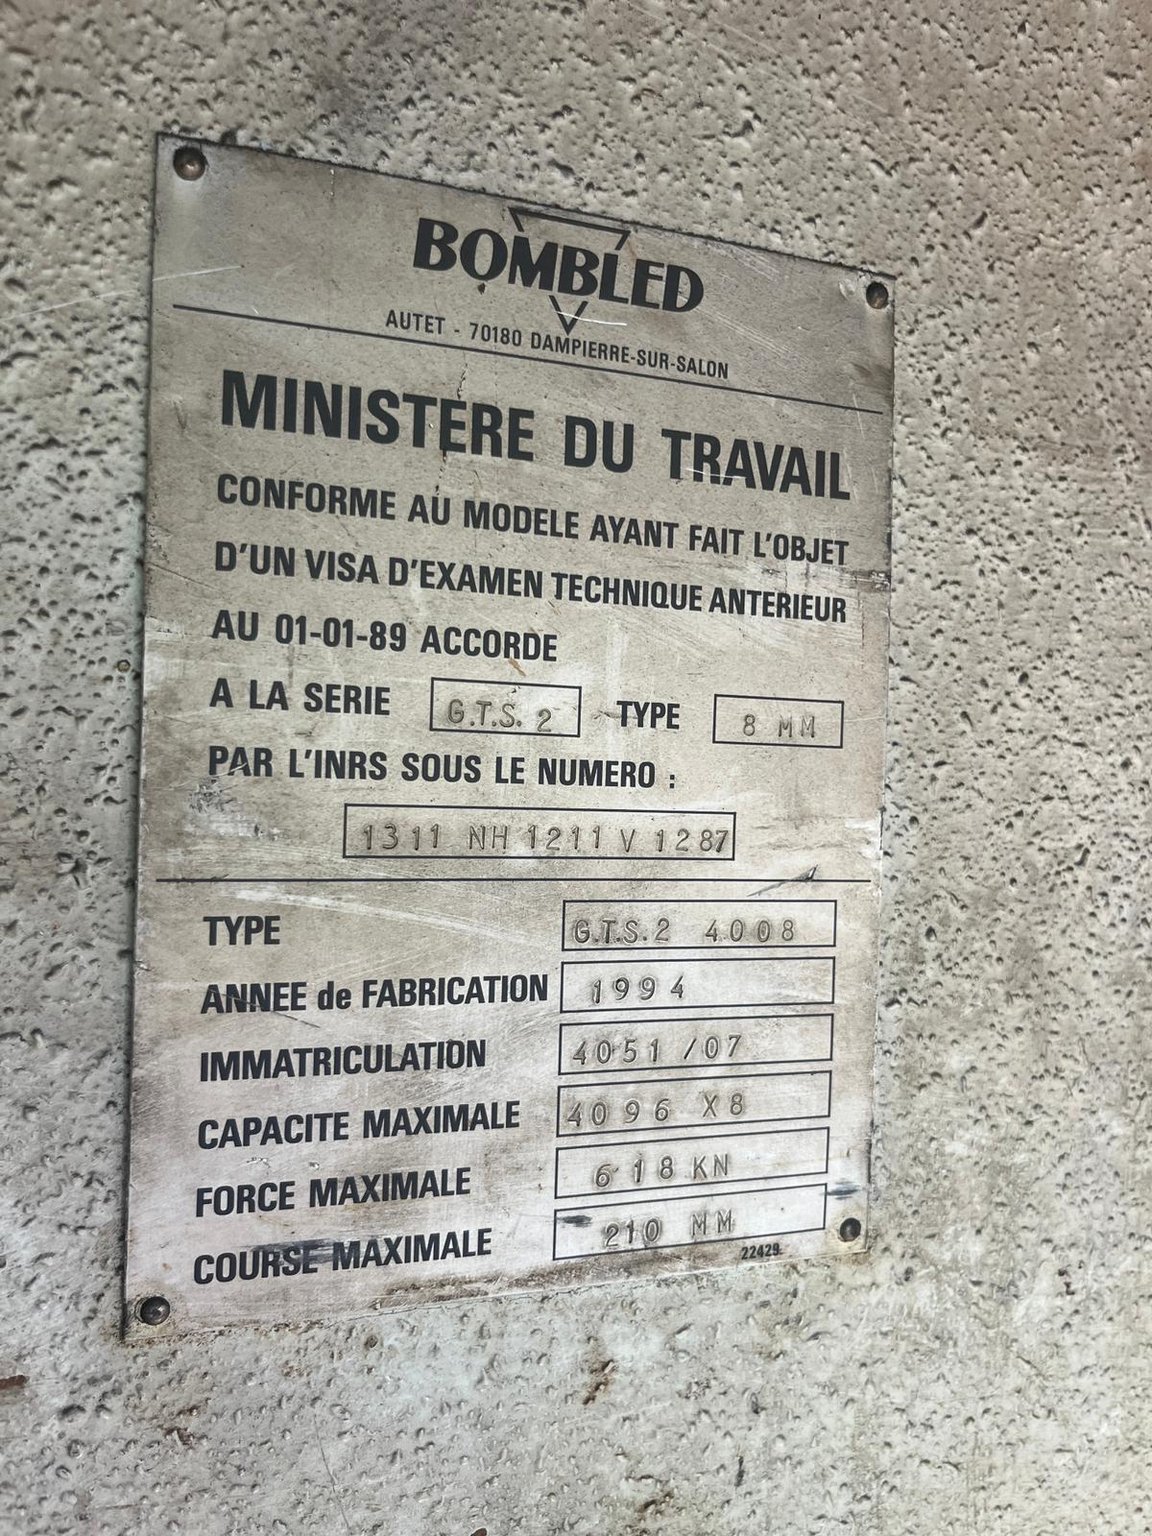 BOMBLED
AUTET - 70180 DAMPIERRE-SUR-SALON
MINISTERE DU TRAVAIL
CONFORME AU MODELE AYANT FAIT L'OBJET
D'UN VISA D'EXAMEN TECHNIQUE ANTERIEUR
AU 01-01-89 ACCORDE
A LA SERIE G.T.S. 2 TYPE 8 MM
PAR L'INRS SOUS LE NUMERO :
1311 NH 1211 V 1287
TYPE G.T.S.2 4008
ANNEE de FABRICATION 1994
IMMATRICULATION 4051 /07
CAPACITE MAXIMALE 4096 X8
FORCE MAXIMALE 618 KN
COURSE MAXIMALE 210 MM
22429